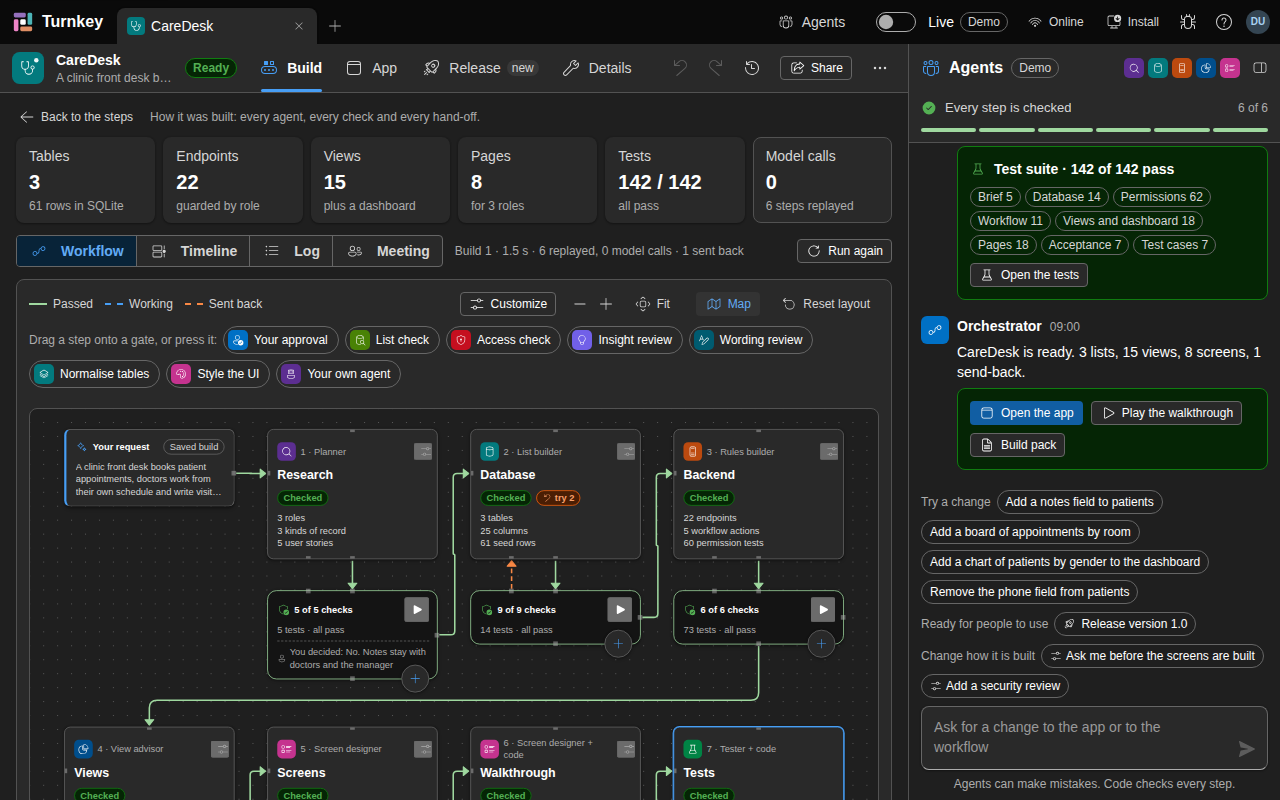 Turnkey
CareDesk
Agents
Live
Demo
Online
Install
DU
CareDesk
A clinic front desk b…
Ready
Build
App
Release new
Details
Share
Agents
Demo
Back to the steps
How it was built: every agent, every check and every hand-off.
Every step is checked
6 of 6
Tables
3
61 rows in SQLite
Endpoints
22
guarded by role
Views
15
plus a dashboard
Pages
8
for 3 roles
Tests
142 / 142
all pass
Model calls
0
6 steps replayed
Workflow
Timeline
Log
Meeting
Build 1 · 1.5 s · 6 replayed, 0 model calls · 1 sent back
Run again
Passed
Working
Sent back
Customize
Fit
Map
Reset layout
Drag a step onto a gate, or press it:
Your approval
List check
Access check
Insight review
Wording review
Normalise tables
Style the UI
Your own agent
Your request
Saved build
A clinic front desk books patient
appointments, doctors work from
their own schedule and write visit…
1 · Planner
Research
Checked
3 roles
3 kinds of record
5 user stories
2 · List builder
Database
Checked
try 2
3 tables
25 columns
61 seed rows
3 · Rules builder
Backend
Checked
22 endpoints
5 workflow actions
60 permission tests
5 of 5 checks
5 tests · all pass
You decided: No. Notes stay with
doctors and the manager
9 of 9 checks
14 tests · all pass
6 of 6 checks
73 tests · all pass
4 · View advisor
Views
Checked
5 · Screen designer
Screens
Checked
6 · Screen designer +
code
Walkthrough
Checked
7 · Tester + code
Tests
Checked
Test suite · 142 of 142 pass
Brief 5
Database 14
Permissions 62
Workflow 11
Views and dashboard 18
Pages 18
Acceptance 7
Test cases 7
Open the tests
Orchestrator 09:00
CareDesk is ready. 3 lists, 15 views, 8 screens, 1
send-back.
Open the app
Play the walkthrough
Build pack
Try a change
Add a notes field to patients
Add a board of appointments by room
Add a chart of patients by gender to the dashboard
Remove the phone field from patients
Ready for people to use
Release version 1.0
Change how it is built
Ask me before the screens are built
Add a security review
Ask for a change to the app or to the
workflow
Agents can make mistakes. Code checks every step.